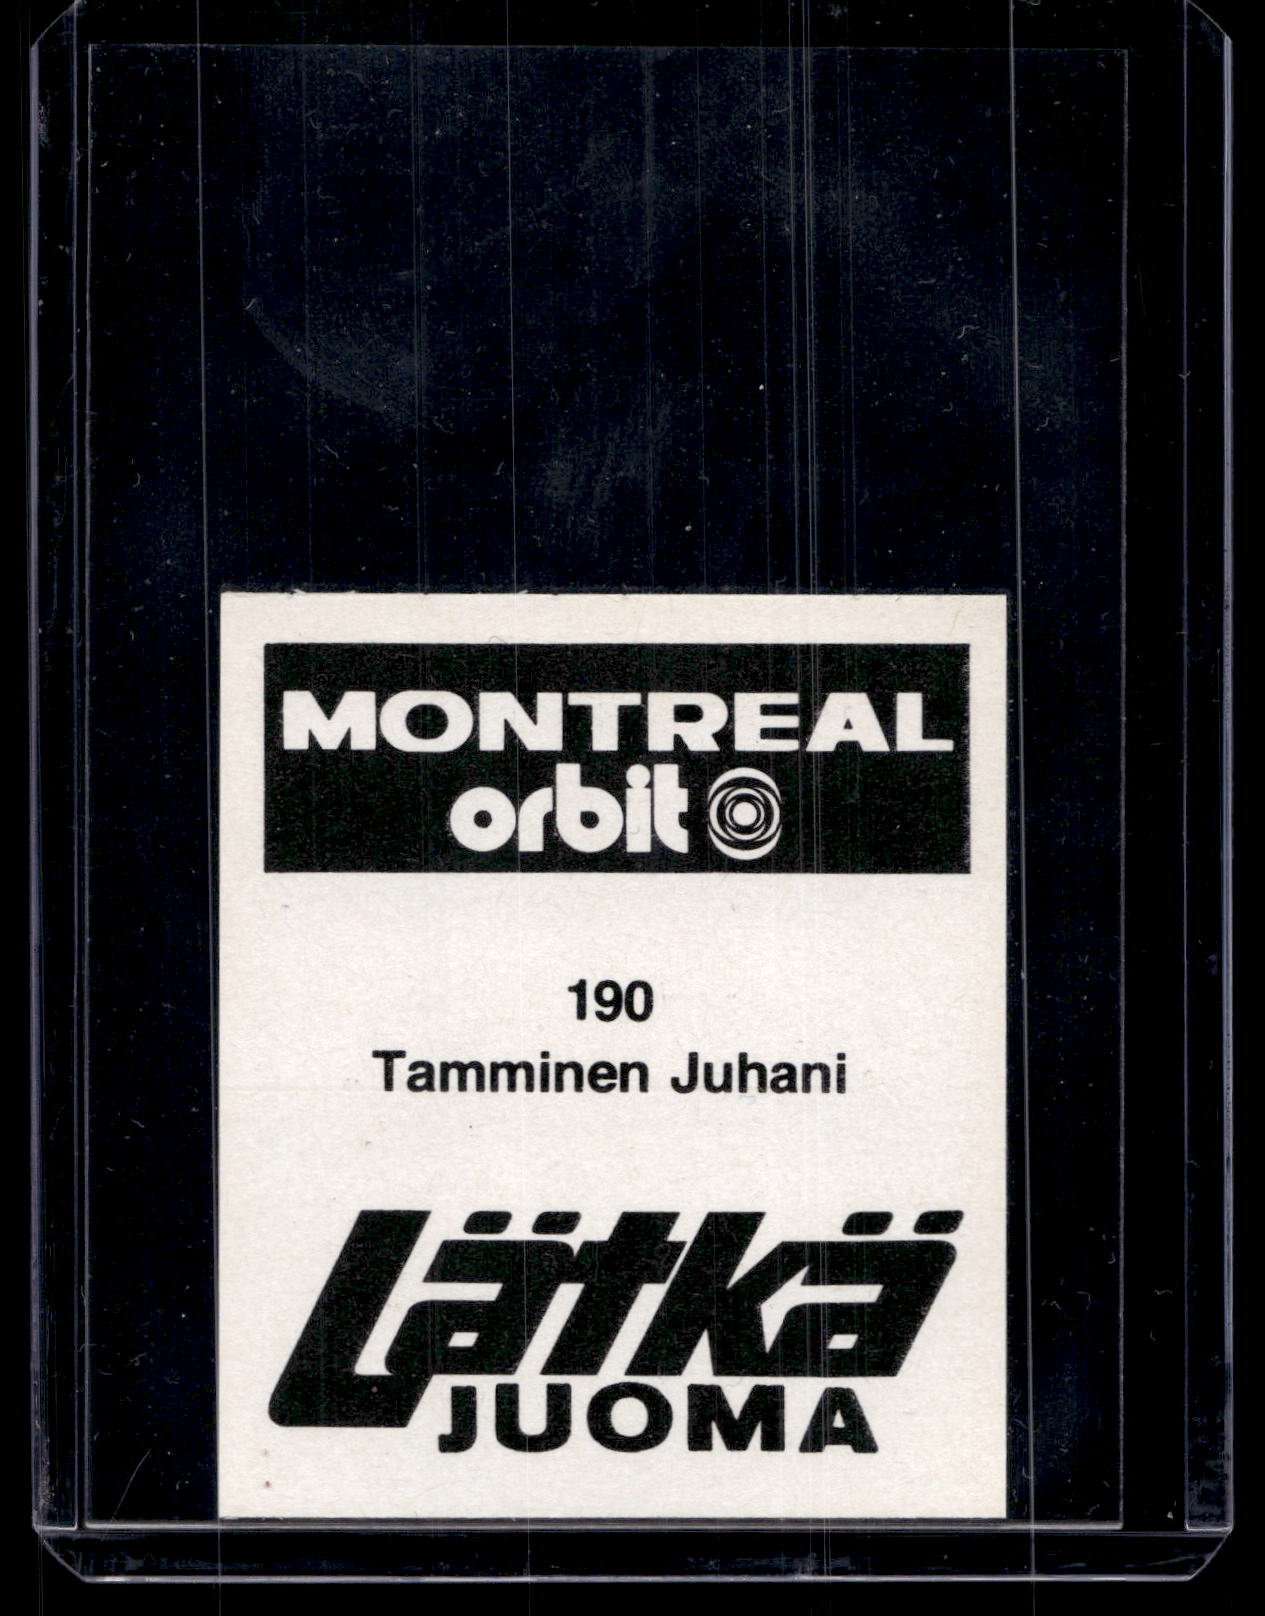 MONTREAL
orbit
190
Tamminen Juhani
Lätkä
JUOMA